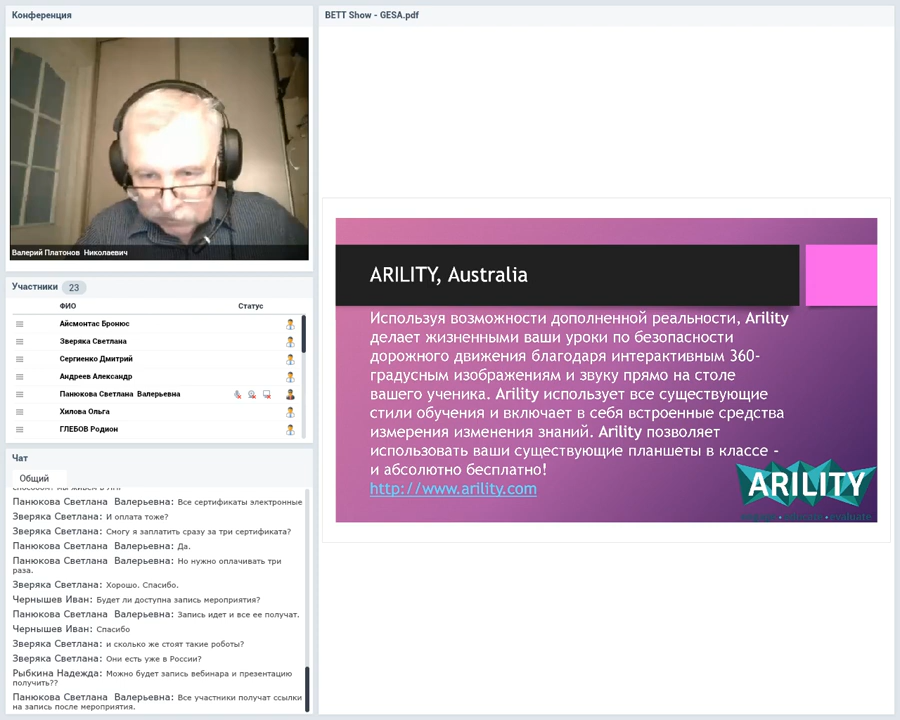 Конференция
Валерий Платонов  Николаевич
Участники 23
ФИО Статус
Айсмонтас Бронюс
Зверяка Светлана
Сергиенко Дмитрий
Андреев Александр
Панюкова Светлана  Валерьевна
Хилова Ольга
ГЛЕБОВ Родион
Чат
Общий
Панюкова Светлана  Валерьевна: Все сертификаты электронные
Зверяка Светлана: И оплата тоже?
Зверяка Светлана: Смогу я заплатить сразу за три сертификата?
Панюкова Светлана  Валерьевна: Да.
Панюкова Светлана  Валерьевна: Но нужно оплачивать три
раза.
Зверяка Светлана: Хорошо. Спасибо.
Чернышев Иван: Будет ли доступна запись мероприятия?
Панюкова Светлана  Валерьевна: Запись идет и все ее получат.
Чернышев Иван: Спасибо
Зверяка Светлана: и сколько же стоят такие роботы?
Зверяка Светлана: Они есть уже в России?
Рыбкина Надежда: Можно будет запись вебинара и презентацию
получить??
Панюкова Светлана  Валерьевна: Все участники получат ссылки
на запись после мероприятия.
BETT Show - GESA.pdf
ARILITY, Australia
Используя возможности дополненной реальности, Arility
делает жизненными ваши уроки по безопасности
дорожного движения благодаря интерактивным 360-
градусным изображениям и звуку прямо на столе
вашего ученика. Arility использует все существующие
стили обучения и включает в себя встроенные средства
измерения изменения знаний. Arility позволяет
использовать ваши существующие планшеты в классе -
и абсолютно бесплатно!
http://www.arility.com
ARILITY
evaluate